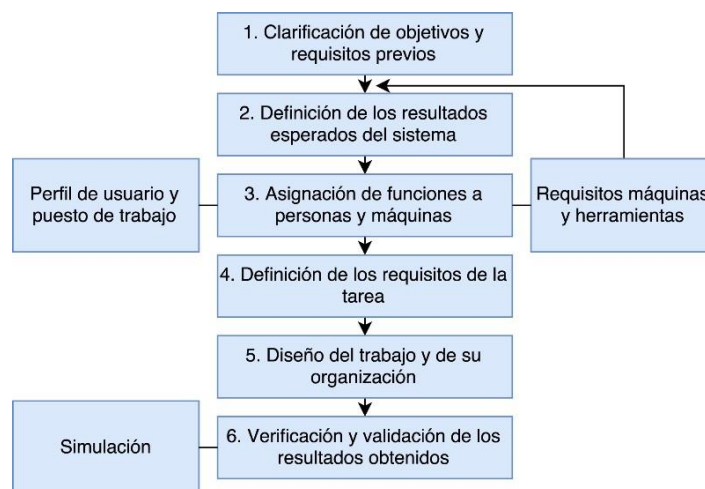 1. Clarificación de objetivos y
requisitos previos
2. Definición de los resultados
esperados del sistema
Perfil de usuario y
puesto de trabajo
3. Asignación de funciones a
personas y máquinas
Requisitos máquinas
y herramientas
4. Definición de los requisitos de la
tarea
5. Diseño del trabajo y de su
organización
Simulación
6. Verificación y validación de los
resultados obtenidos